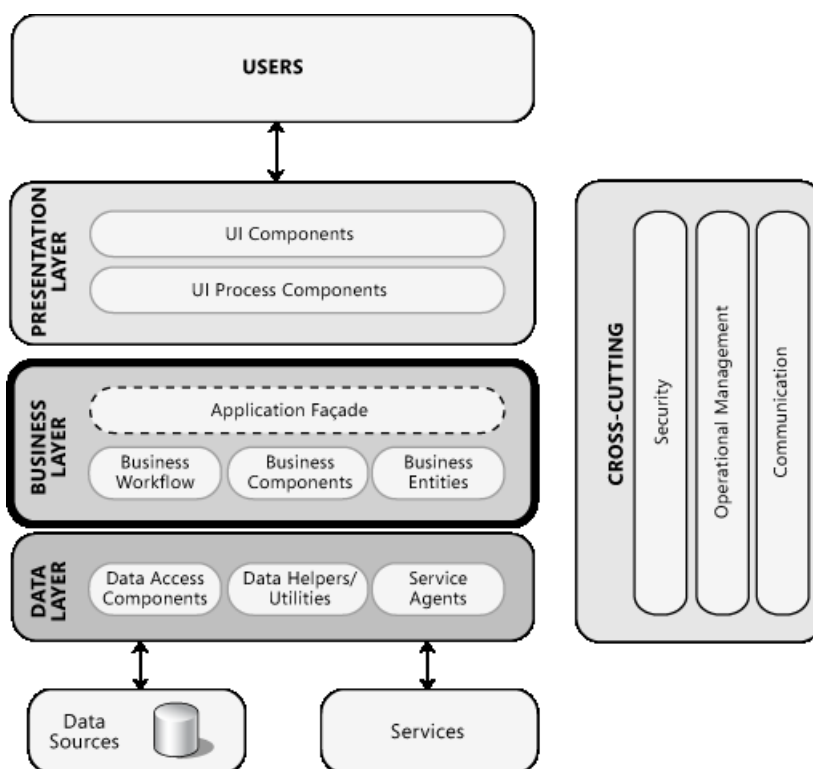 USERS
PRESENTATION
LAYER
UI Components
UI Process Components
BUSINESS
LAYER
Application Façade
Business
Workflow
Business
Components
Business
Entities
DATA
LAYER
Data Access
Components
Data Helpers/
Utilities
Service
Agents
Data
Sources
Services
CROSS-CUTTING
Security
Operational Management
Communication